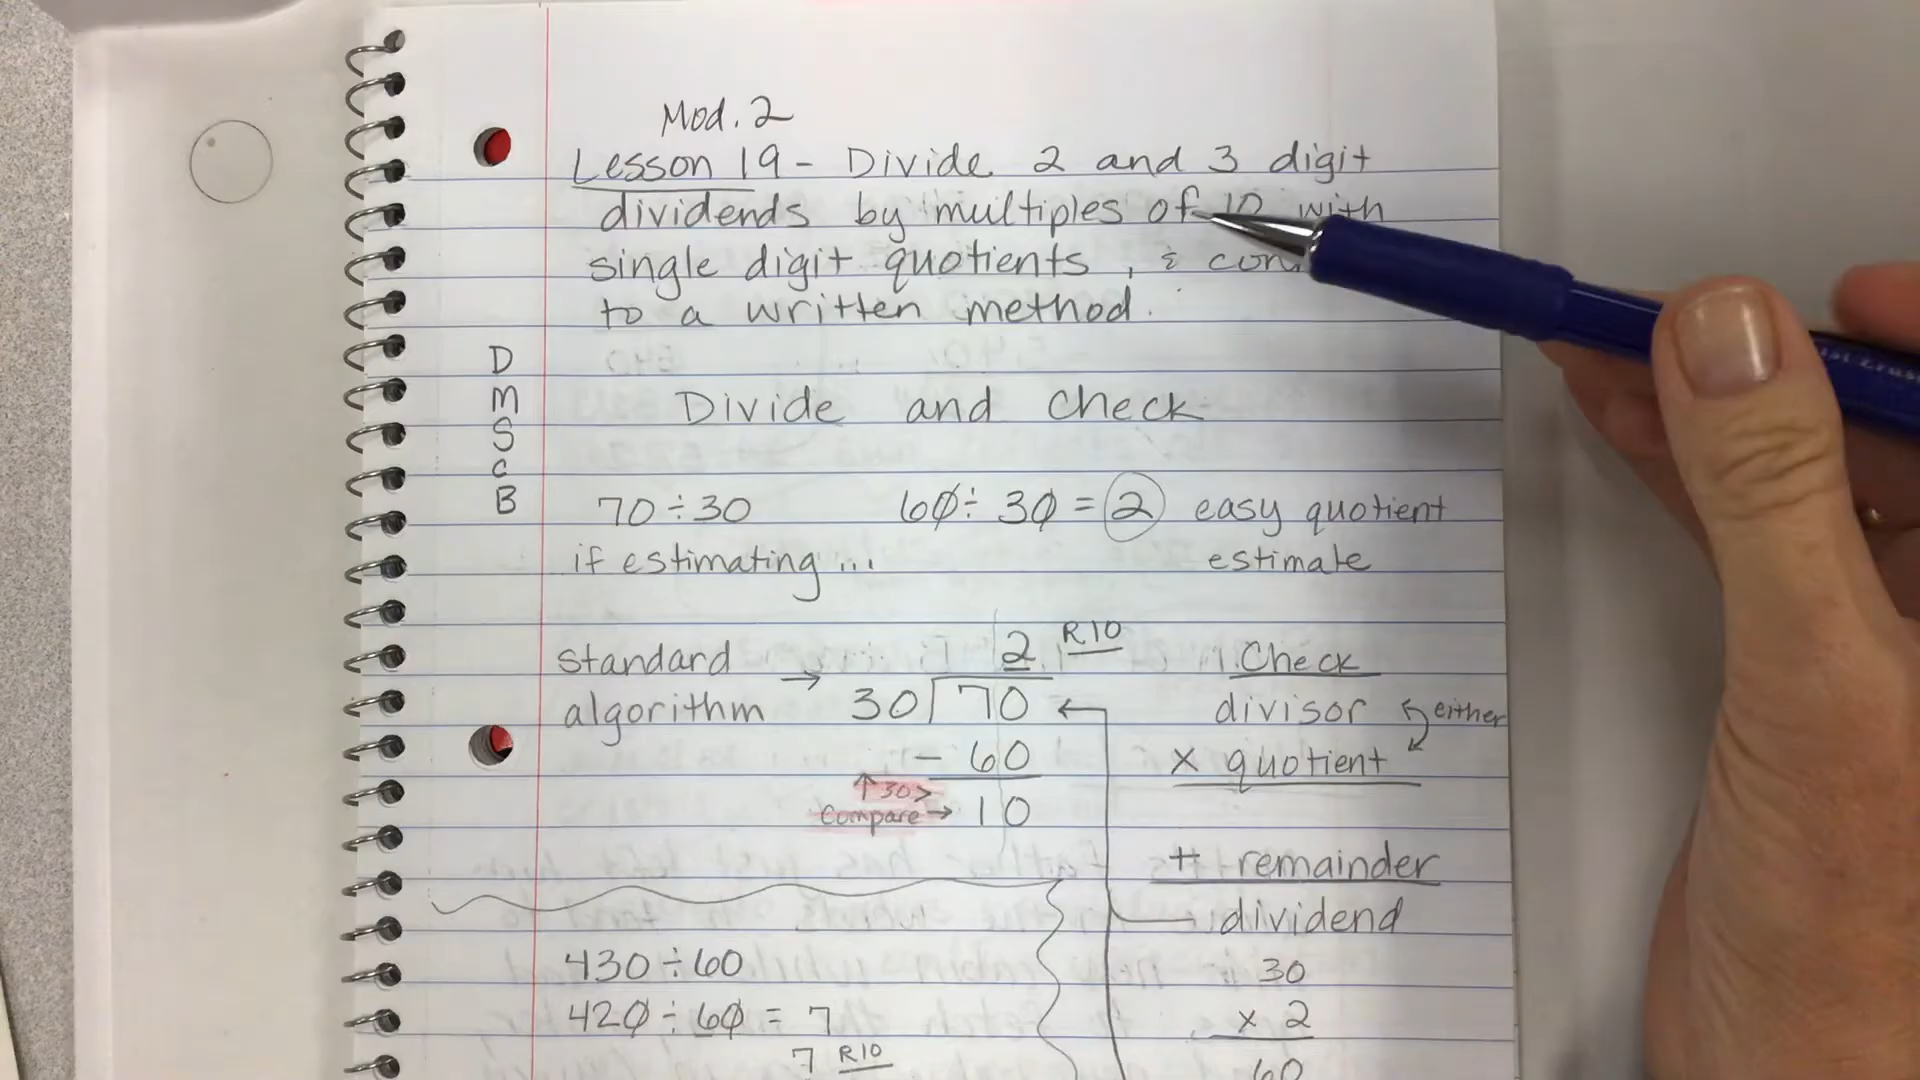 Mod. 2
Lesson 19 - Divide 2 and 3 digit
dividends by multiples of 10 with
single digit quotients, & 
to a written method.
D
M
S
C
B
Divide and check
70 ÷ 30
60 ÷ 30 = 2 easy quotient
estimate
if estimating...
standard
algorithm →
2 R10
30 70
- 60
↑ 30 >
Compare → 10
Check
divisor either
x quotient
+ remainder
dividend
30
x 2
60
430 ÷ 60
420 ÷ 60 = 7
7 R10